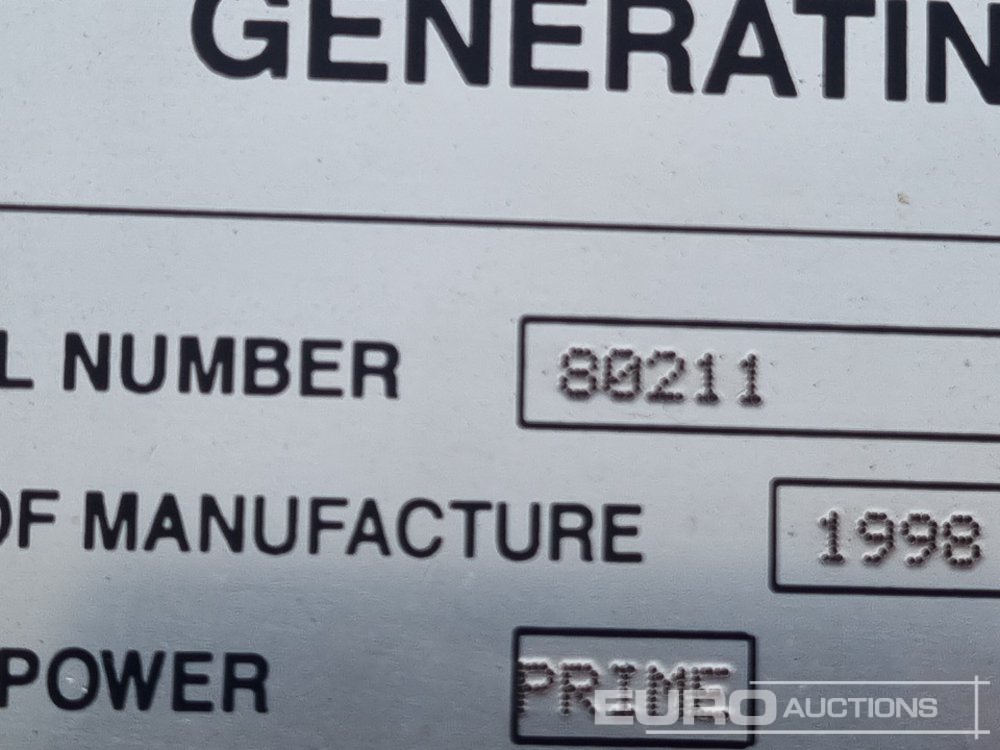 GENERATIN
L NUMBER 80211
OF MANUFACTURE 1998
POWER PRIME
EURO AUCTIONS